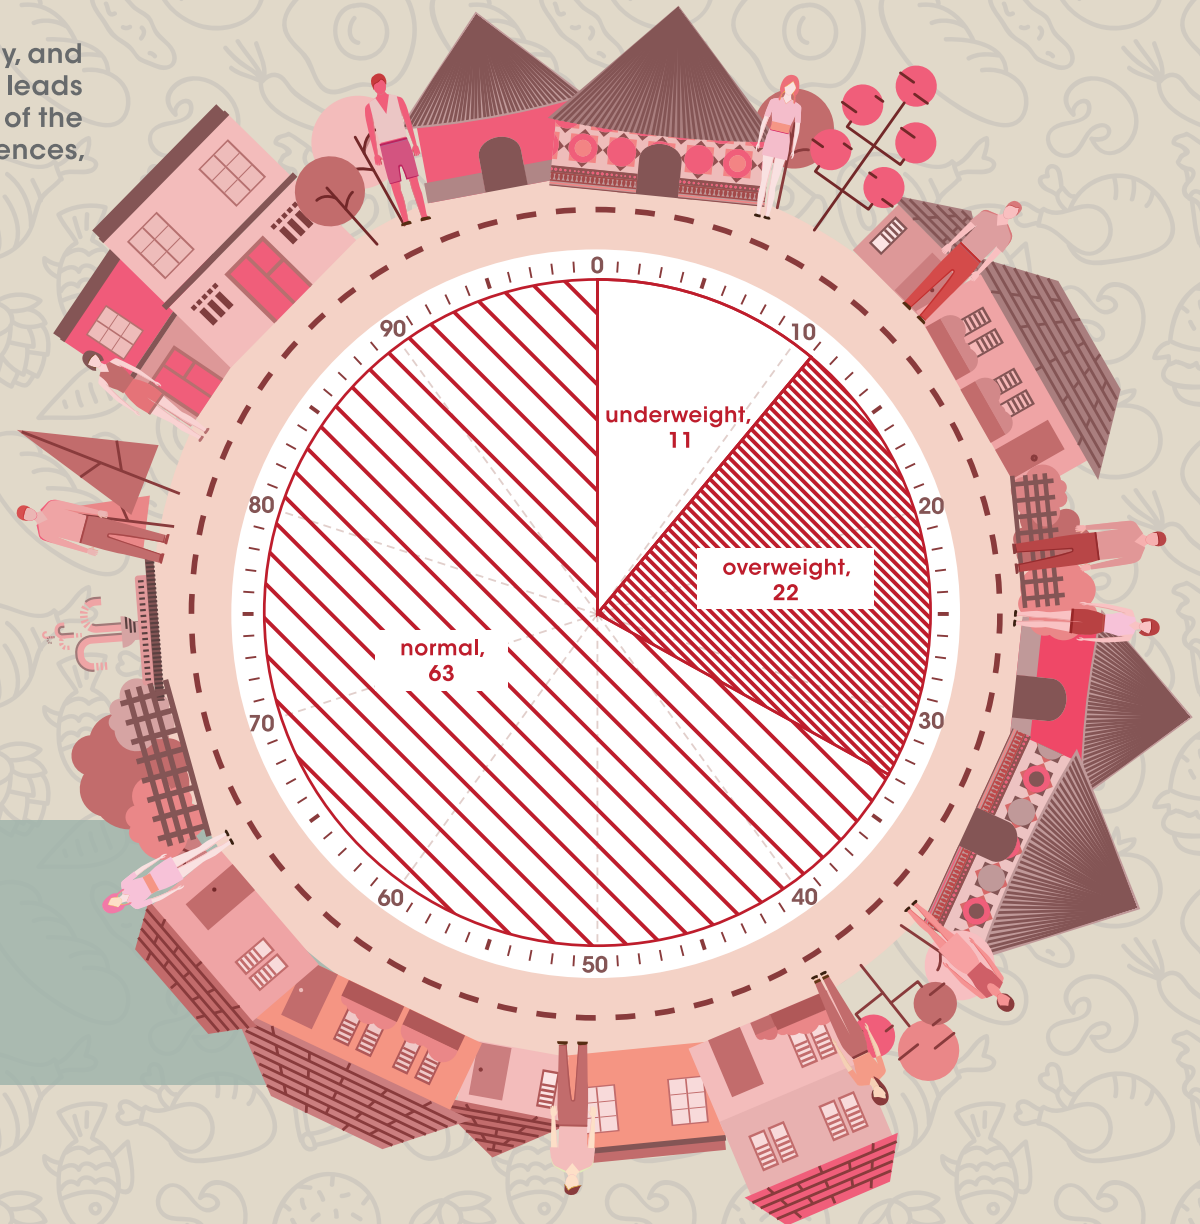 y, and
leads
of the
ences,
0
10
20
30
40
50
60
70
80
90
underweight,
11
overweight,
22
normal,
63